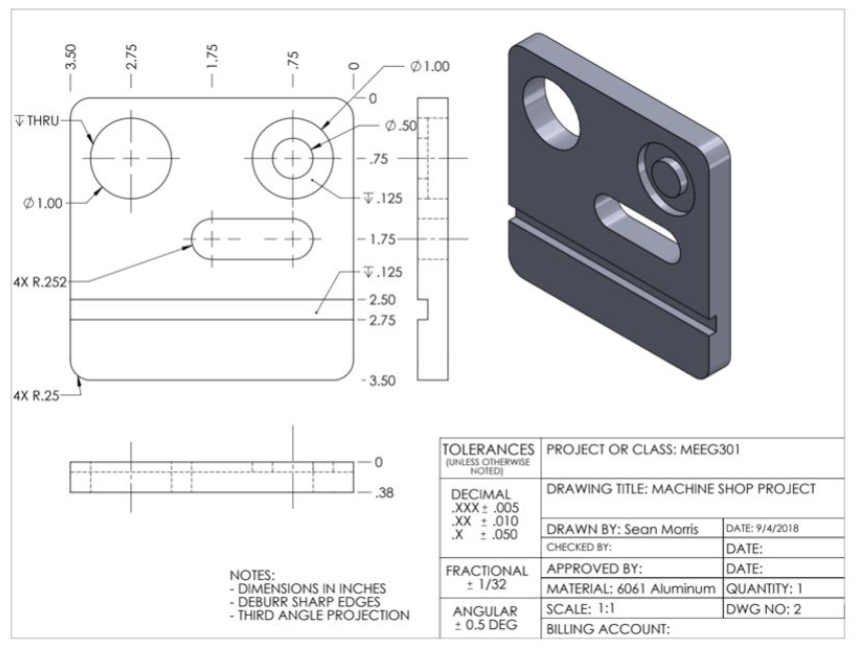 3.50
2.75
1.75
.75
0
∅1.00
0
↧ THRU
∅.50
.75
↧ .125
∅1.00
1.75
↧ .125
4X R.252
2.50
2.75
3.50
4X R.25
0
.38
NOTES:
- DIMENSIONS IN INCHES
- DEBURR SHARP EDGES
- THIRD ANGLE PROJECTION
TOLERANCES
(UNLESS OTHERWISE
NOTED)
DECIMAL
.XXX ± .005
.XX ± .010
.X ± .050
FRACTIONAL
± 1/32
ANGULAR
± 0.5 DEG
PROJECT OR CLASS: MEEG301
DRAWING TITLE: MACHINE SHOP PROJECT
DRAWN BY: Sean Morris
DATE: 9/4/2018
CHECKED BY:
DATE:
APPROVED BY:
DATE:
MATERIAL: 6061 Aluminum
QUANTITY: 1
SCALE: 1:1
DWG NO: 2
BILLING ACCOUNT: